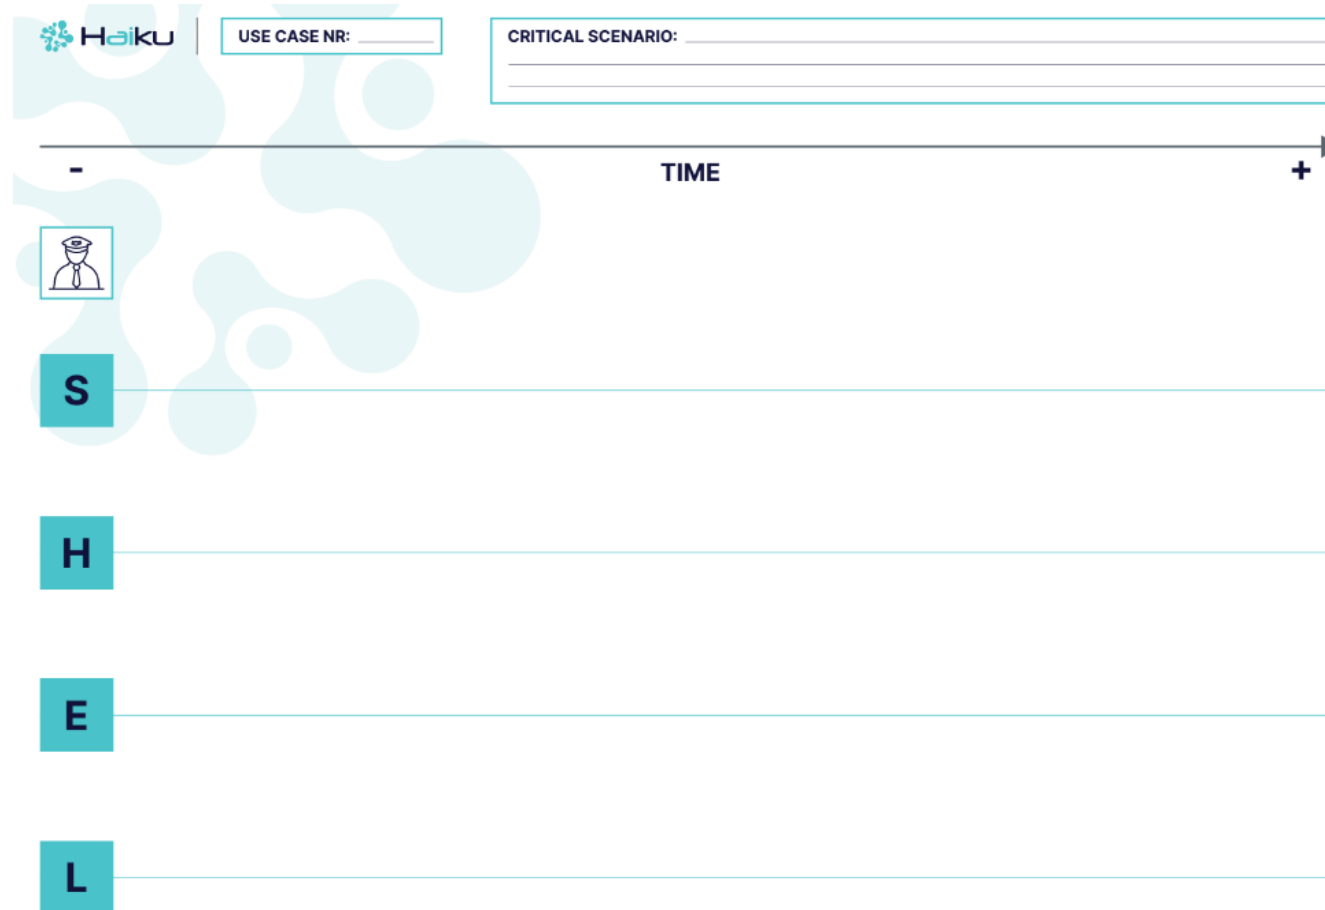 Haiku
USE CASE NR:
CRITICAL SCENARIO:
- TIME +
S
H
E
L